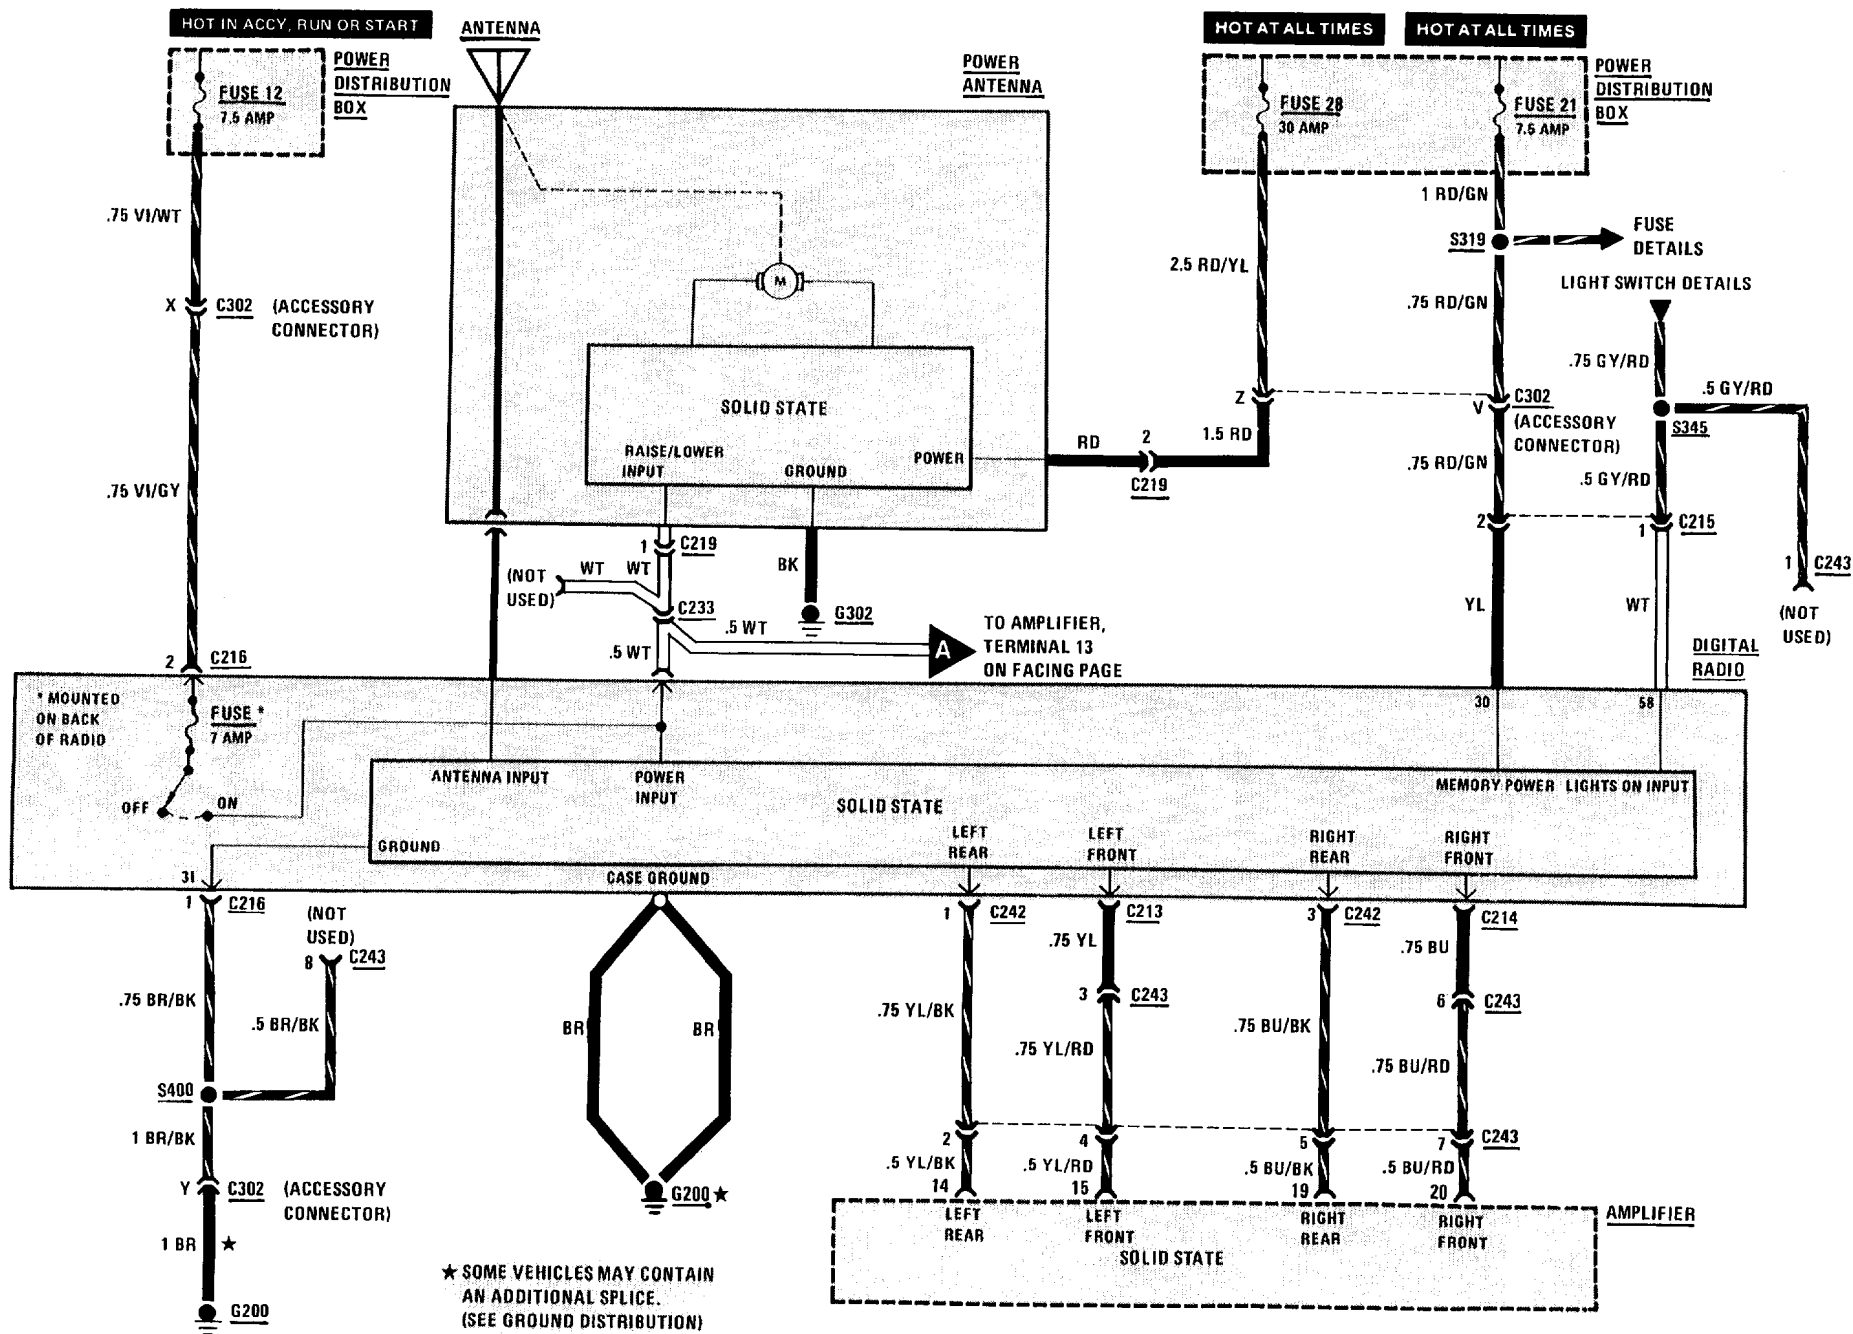 HOT IN ACCY, RUN OR START
POWER
DISTRIBUTION
BOX
FUSE 12
7.5 AMP
.75 VI/WT
X
C302
(ACCESSORY
CONNECTOR)
.75 VI/GY
2
C216
ANTENNA
POWER
ANTENNA
M
SOLID STATE
RAISE/LOWER
INPUT
GROUND
POWER
RD
2
C219
1.5 RD
1
C219
WT
WT
(NOT
USED)
C233
BK
G302
.5 WT
.5 WT
A
TO AMPLIFIER,
TERMINAL 13
ON FACING PAGE
HOT AT ALL TIMES
HOT AT ALL TIMES
POWER
DISTRIBUTION
BOX
FUSE 28
30 AMP
FUSE 21
7.5 AMP
1 RD/GN
S319
FUSE
DETAILS
2.5 RD/YL
.75 RD/GN
LIGHT SWITCH DETAILS
.75 GY/RD
.5 GY/RD
Z
V
C302
(ACCESSORY
CONNECTOR)
S345
.75 RD/GN
.5 GY/RD
2
1
C215
1
C243
(NOT
USED)
YL
WT
DIGITAL
RADIO
* MOUNTED
ON BACK
OF RADIO
FUSE *
7 AMP
OFF
ON
30
58
ANTENNA INPUT
POWER
INPUT
SOLID STATE
MEMORY POWER
LIGHTS ON INPUT
GROUND
LEFT
REAR
LEFT
FRONT
RIGHT
REAR
RIGHT
FRONT
31
CASE GROUND
1
C216
(NOT
USED)
8
C243
.75 BR/BK
.5 BR/BK
S400
1 BR/BK
Y
C302
(ACCESSORY
CONNECTOR)
1 BR
★
G200
BR
BR
G200 ★
★ SOME VEHICLES MAY CONTAIN
AN ADDITIONAL SPLICE.
(SEE GROUND DISTRIBUTION)
1
C242
C213
3
C242
C214
.75 YL
.75 BU
3
C243
6
C243
.75 YL/BK
.75 YL/RD
.75 BU/BK
.75 BU/RD
2
4
5
7
C243
.5 YL/BK
.5 YL/RD
.5 BU/BK
.5 BU/RD
14
15
19
20
LEFT
REAR
LEFT
FRONT
RIGHT
REAR
RIGHT
FRONT
SOLID STATE
AMPLIFIER